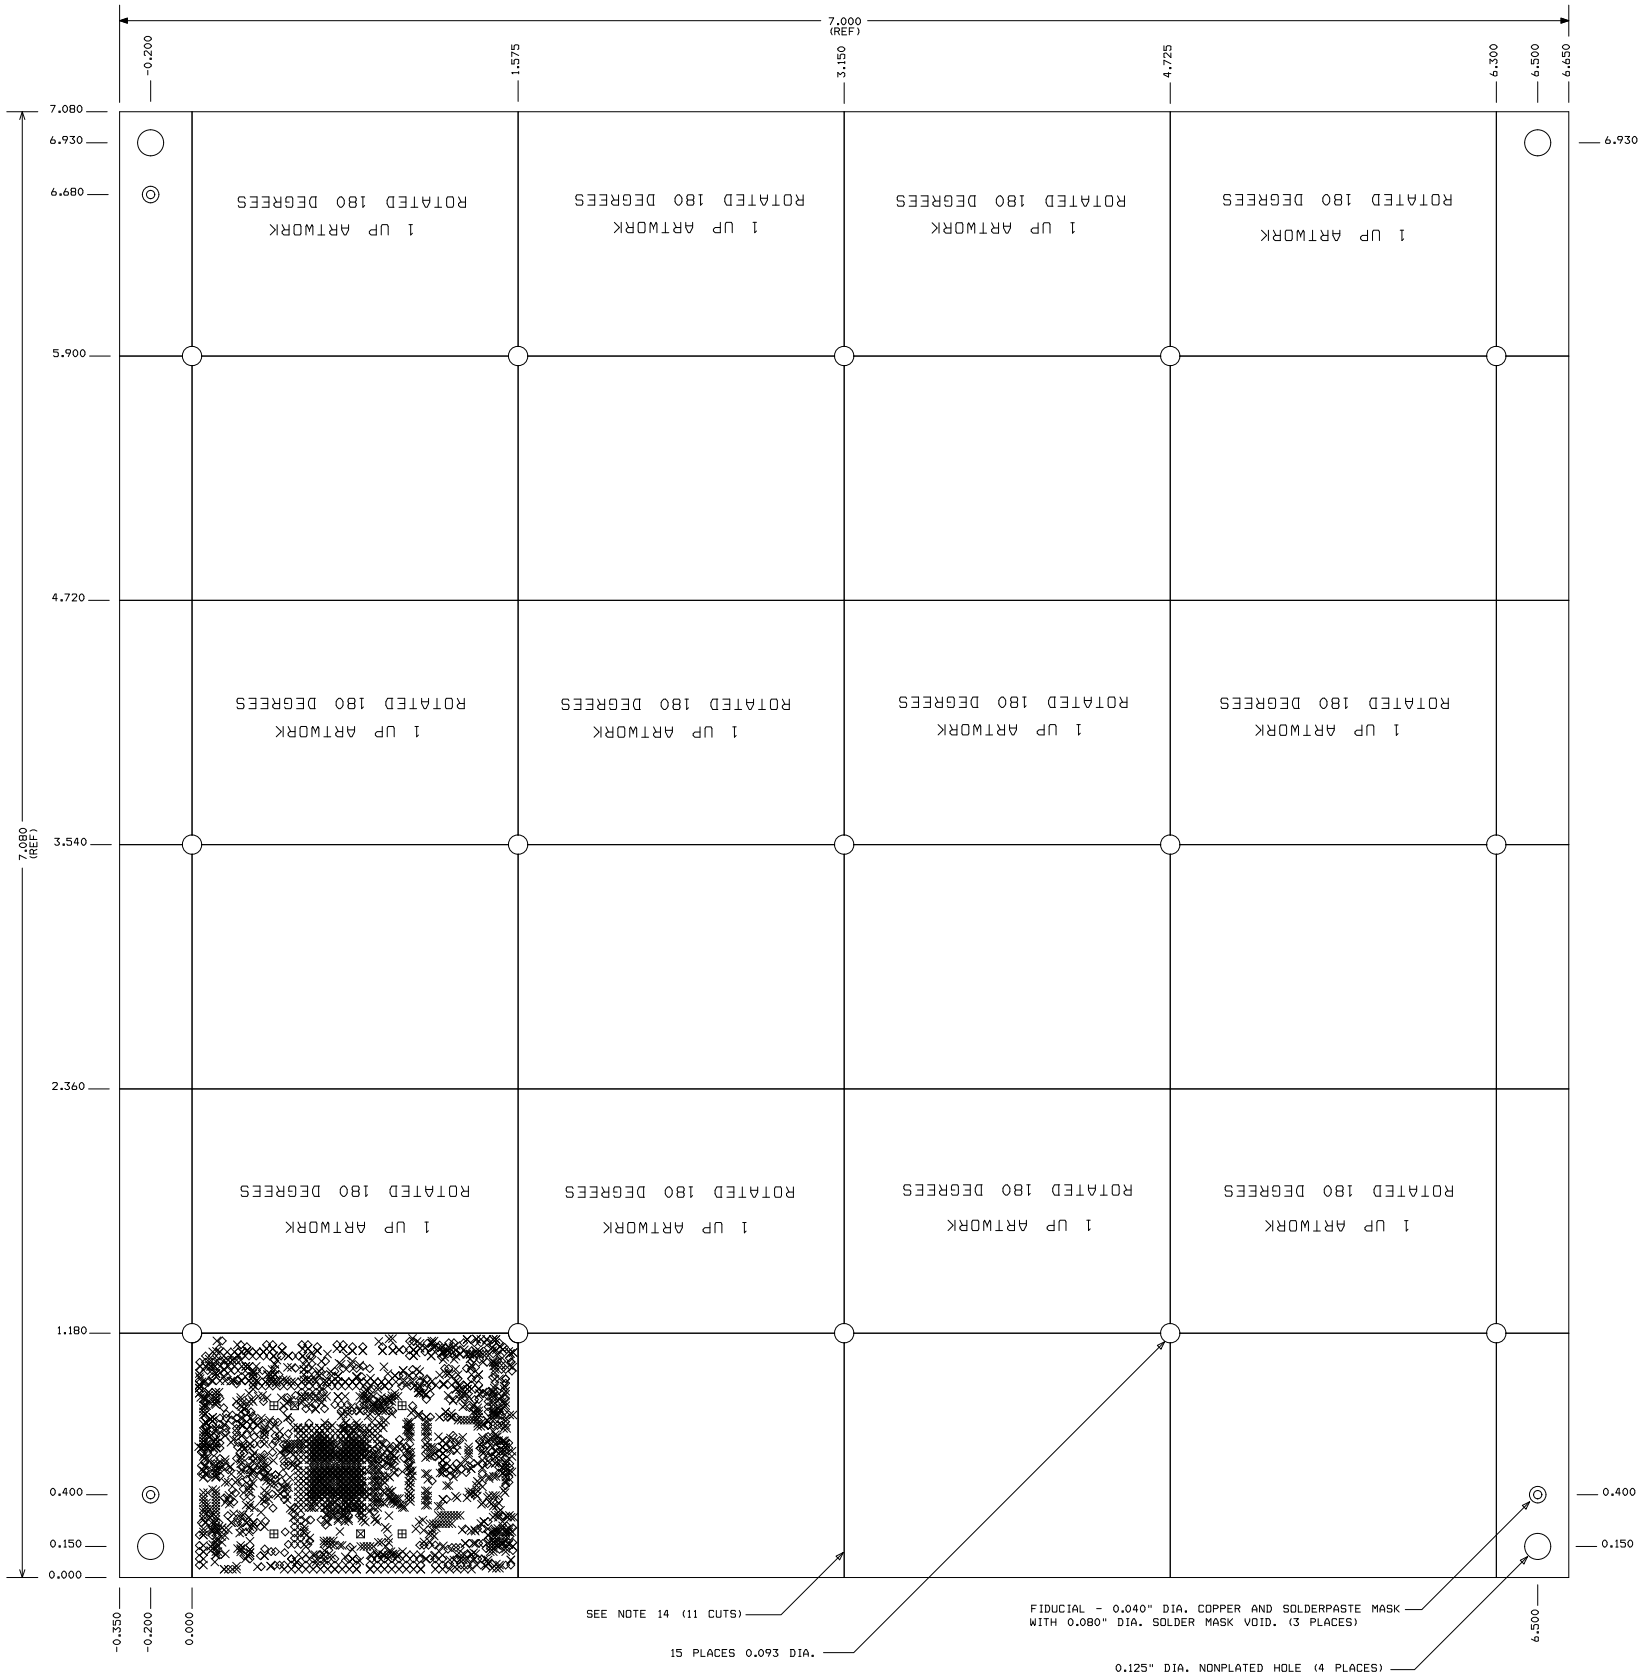 7.000
(REF)
-0.200
1.575
3.150
4.725
6.300
6.500
6.650
7.080
6.930
6.930
6.680
ROTATED 180 DEGREES
1 UP ARTWORK
ROTATED 180 DEGREES
1 UP ARTWORK
ROTATED 180 DEGREES
1 UP ARTWORK
ROTATED 180 DEGREES
1 UP ARTWORK
5.900
4.720
ROTATED 180 DEGREES
1 UP ARTWORK
ROTATED 180 DEGREES
1 UP ARTWORK
ROTATED 180 DEGREES
1 UP ARTWORK
ROTATED 180 DEGREES
1 UP ARTWORK
7.080
(REF)
3.540
2.360
ROTATED 180 DEGREES
1 UP ARTWORK
ROTATED 180 DEGREES
1 UP ARTWORK
ROTATED 180 DEGREES
1 UP ARTWORK
ROTATED 180 DEGREES
1 UP ARTWORK
1.180
0.400
0.400
0.150
0.150
0.000
-0.350
-0.200
0.000
6.500
SEE NOTE 14 (11 CUTS)
15 PLACES 0.093 DIA.
FIDUCIAL - 0.040" DIA. COPPER AND SOLDERPASTE MASK
WITH 0.080" DIA. SOLDER MASK VOID. (3 PLACES)
0.125" DIA. NONPLATED HOLE (4 PLACES)